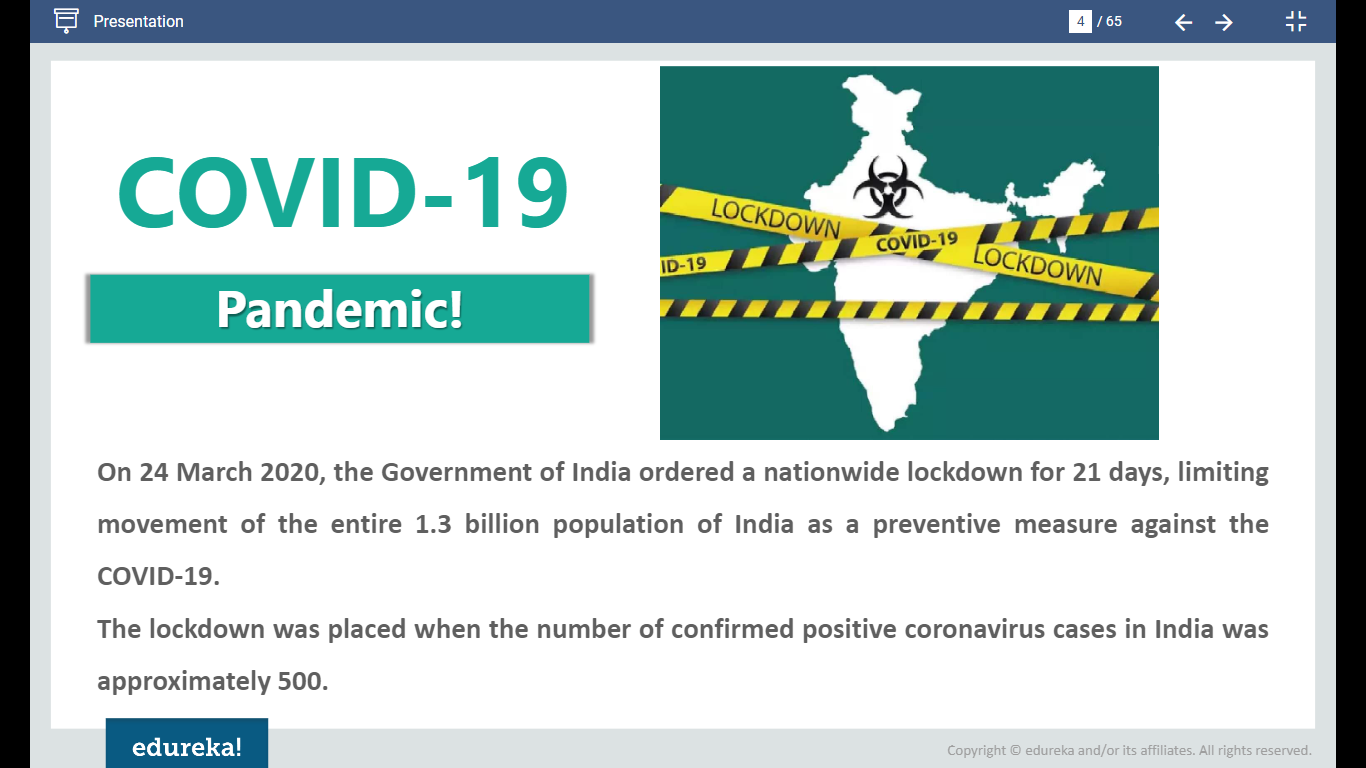 Presentation
4 / 65
COVID-19
Pandemic!
LOCKDOWN
COVID-19
ID-19
LOCKDOWN
On 24 March 2020, the Government of India ordered a nationwide lockdown for 21 days, limiting
movement of the entire 1.3 billion population of India as a preventive measure against the
COVID-19.
The lockdown was placed when the number of confirmed positive coronavirus cases in India was
approximately 500.
edureka!
Copyright © edureka and/or its affiliates. All rights reserved.